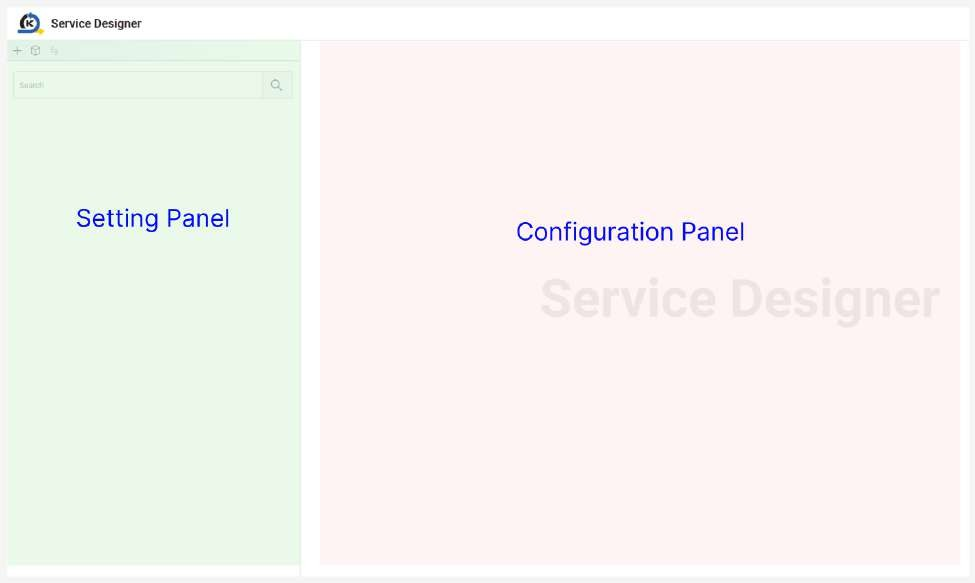 Service Designer
Search
Setting Panel
Configuration Panel
Service Designer